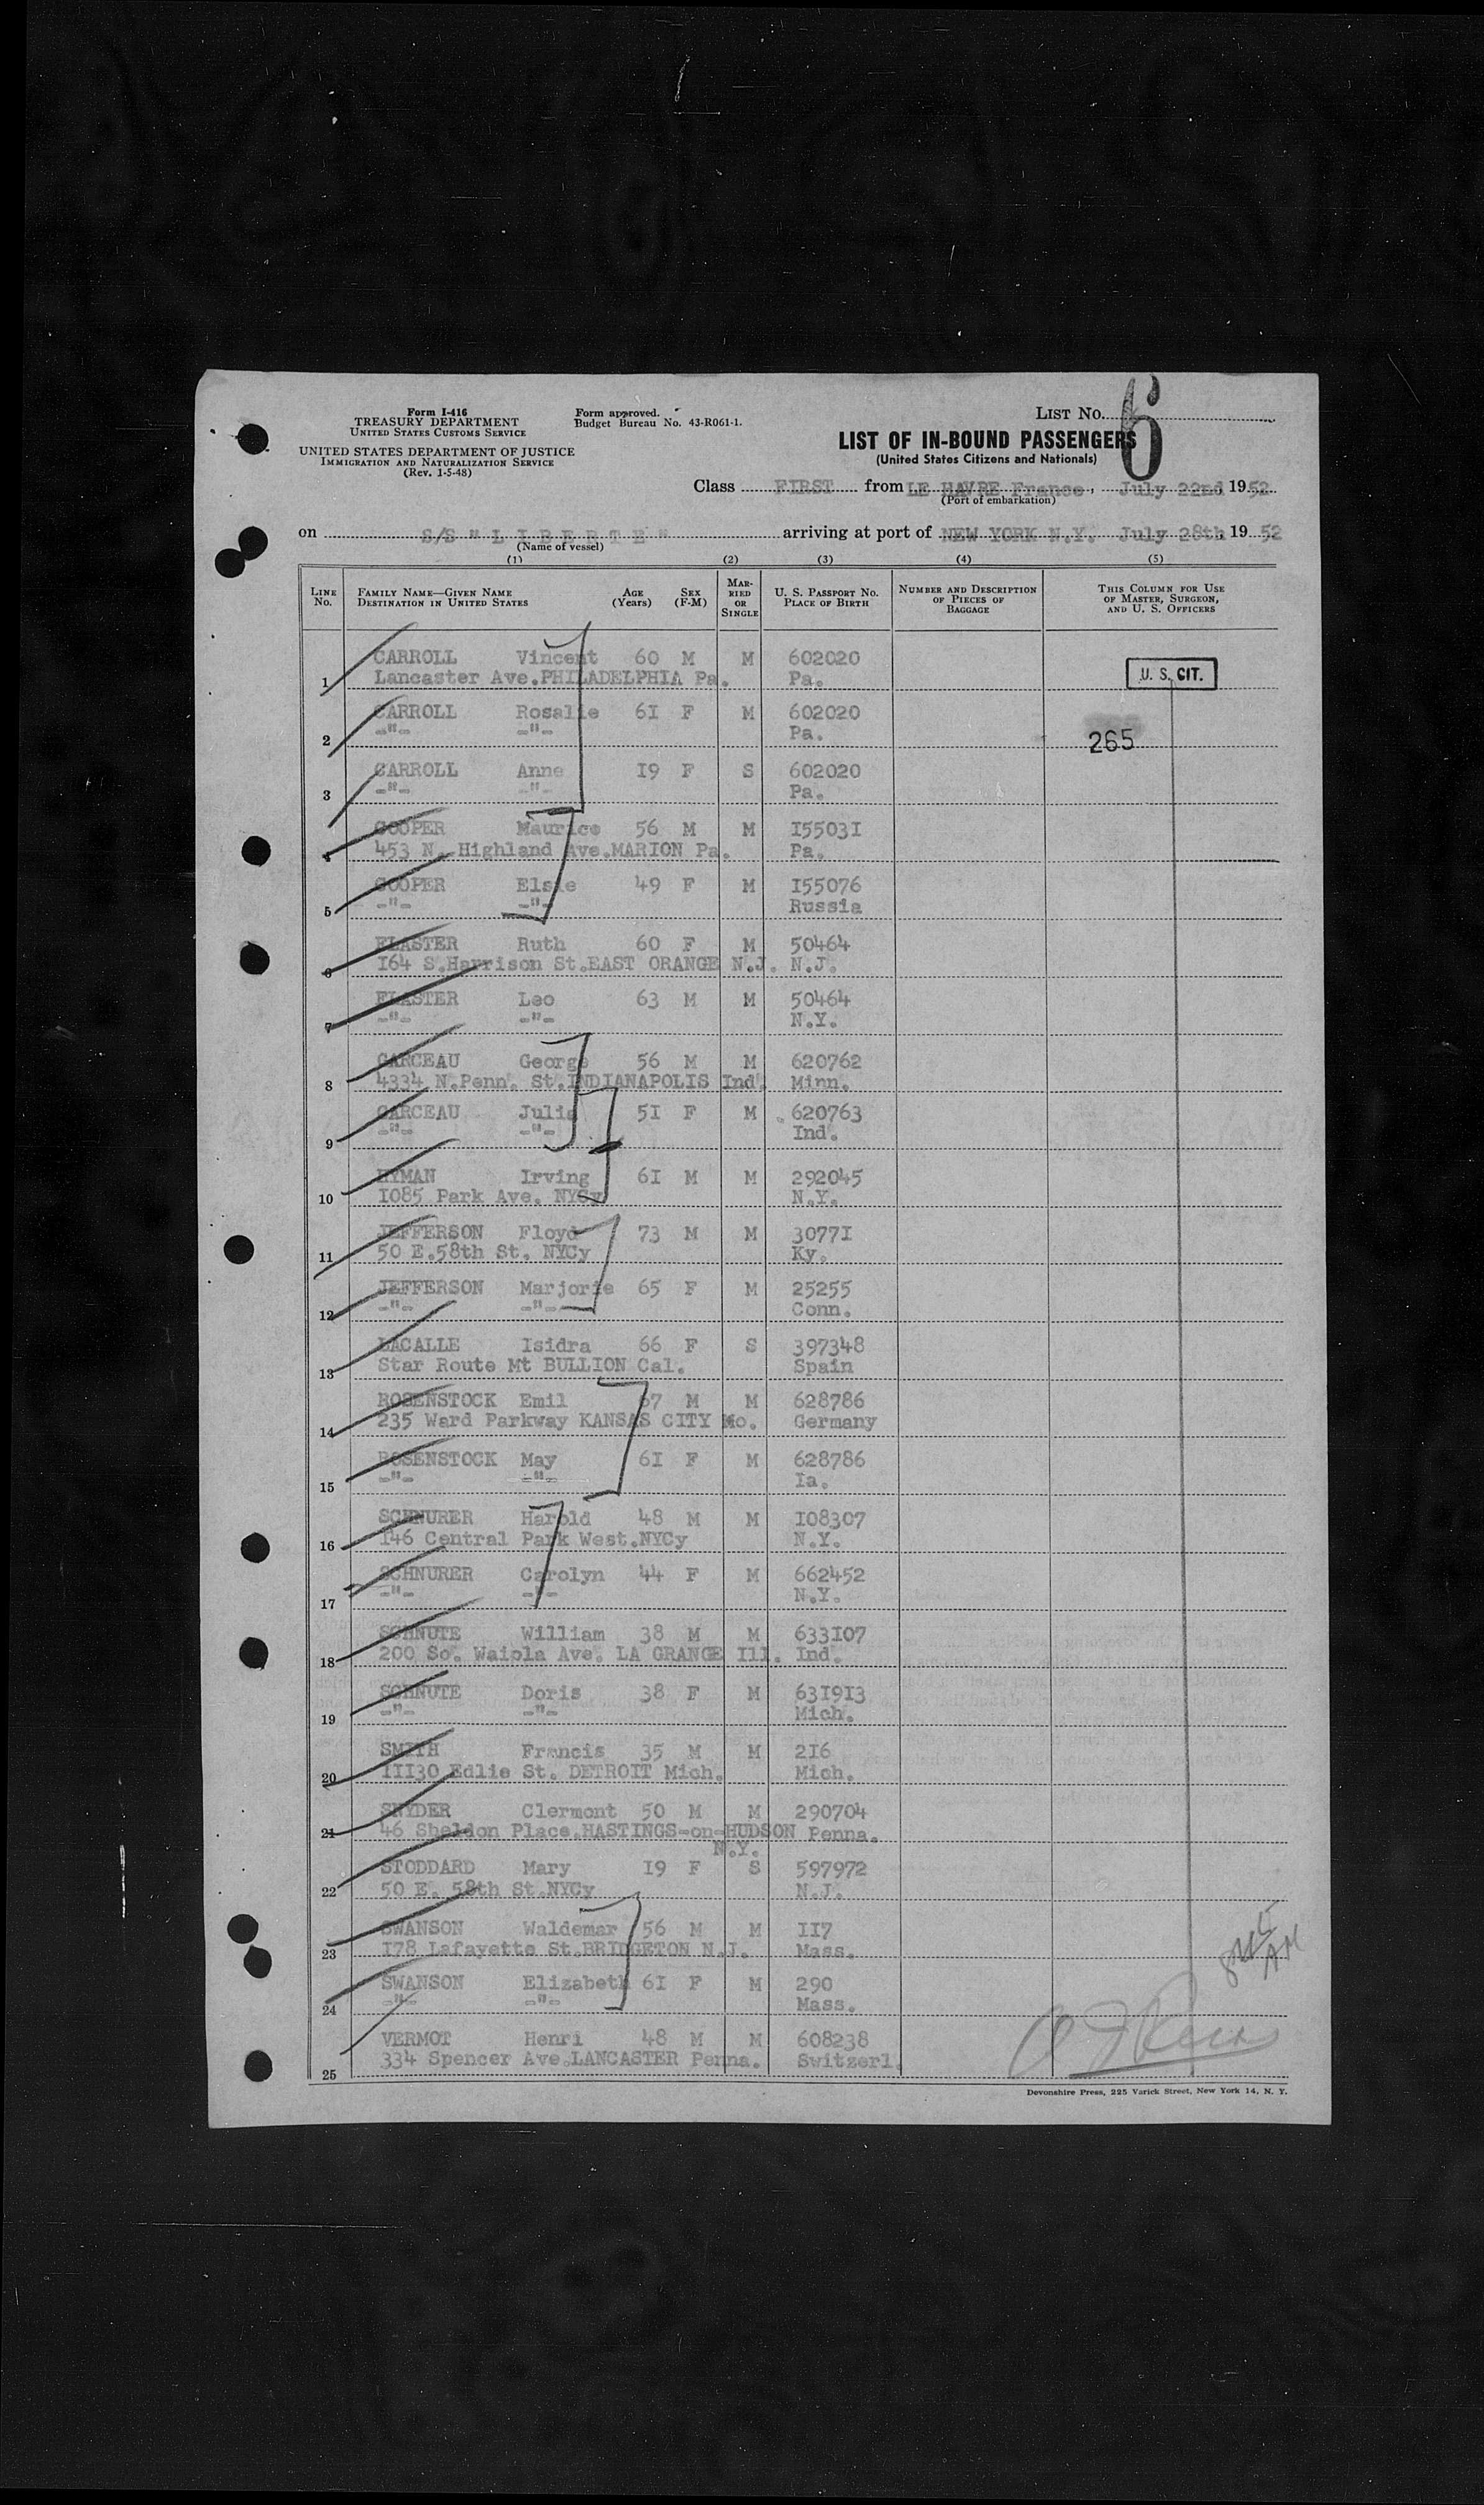 Form I-416
TREASURY DEPARTMENT
UNITED STATES CUSTOMS SERVICE
UNITED STATES DEPARTMENT OF JUSTICE
IMMIGRATION AND NATURALIZATION SERVICE
(Rev. 1-5-48)
Form approved.
Budget Bureau No. 43-R061-1.
LIST NO. 6
LIST OF IN-BOUND PASSENGERS
(United States Citizens and Nationals)
Class FIRST from LE HAVRE France, July 22nd, 1952
(Port of embarkation)
on S/S " L I B E R T E " arriving at port of NEW YORK N.Y. July 28th 1952
(Name of vessel)
(1) (2) (3) (4) (5)
LINE NO. FAMILY NAME—GIVEN NAME DESTINATION IN UNITED STATES AGE (Years) SEX (F-M) MARRIED OR SINGLE U. S. PASSPORT NO. PLACE OF BIRTH NUMBER AND DESCRIPTION OF PIECES OF BAGGAGE THIS COLUMN FOR USE OF MASTER, SURGEON, AND U. S. OFFICERS
CARROLL Vincent 60 M M 602020
1 Lancaster Ave.PHILADELPHIA Pa. Pa. U. S. CIT.
CARROLL Rosalie 61 F M 602020
2 -"- -"- Pa. 265
CARROLL Anne 19 F S 602020
3 -"- -"- Pa.
COOPER Maurice 56 M M 155031
4 453 N. Highland Ave.MARION Pa. Pa.
COOPER Elsie 49 F M 155076
5 -"- -"- Russia
FLASTER Ruth 60 F M 50464
6 164 S.Harrison St.EAST ORANGE N.J. N.J.
FLASTER Leo 63 M M 50464
7 -"- -"- N.Y.
GARCEAU George 56 M M 620762
8 4334 N.Penn. St.INDIANAPOLIS Ind. Minn.
GARCEAU Julia 51 F M 620763
9 -"- -"- Ind.
HYMAN Irving 61 M M 292045
10 1085 Park Ave. NYCy N.Y.
JEFFERSON Floyd 73 M M 30771
11 50 E.58th St. NYCy Ky.
JEFFERSON Marjorie 65 F M 25255
12 -"- -"- Conn.
LACALLE Isidra 66 F S 397348
13 Star Route Mt BULLION Cal. Spain
ROSENSTOCK Emil 67 M M 628786
14 235 Ward Parkway KANSAS CITY Mo. Germany
ROSENSTOCK May 61 F M 628786
15 -"- -"- Ia.
SCHNURER Harold 48 M M 108307
16 146 Central Park West.NYCy N.Y.
SCHNURER Carolyn 44 F M 662452
17 -"- -"- N.Y.
SCHNUTE William 38 M M 633107
18 200 So. Waiola Ave. LA GRANGE Ill. Ind.
SCHNUTE Doris 38 F M 631913
19 -"- -"- Mich.
SMITH Francis 35 M M 216
20 11130 Edlie St. DETROIT Mich. Mich.
SNYDER Clermont 50 M M 290704
21 46 Sheldon Place.HASTINGS-on-HUDSON Penna.
N.Y.
STODDARD Mary 19 F S 597972
22 50 E. 58th St.NYCy N.J.
SWANSON Waldemar 56 M M 117
23 178 Lafayette St.BRIDGETON N.J. Mass.
SWANSON Elizabeth 61 F M 290
24 -"- -"- Mass.
VERMOT Henri 48 M M 608238
25 334 Spencer Ave.LANCASTER Penna. Switzerl.
Devonshire Press, 225 Varick Street, New York 14, N. Y.